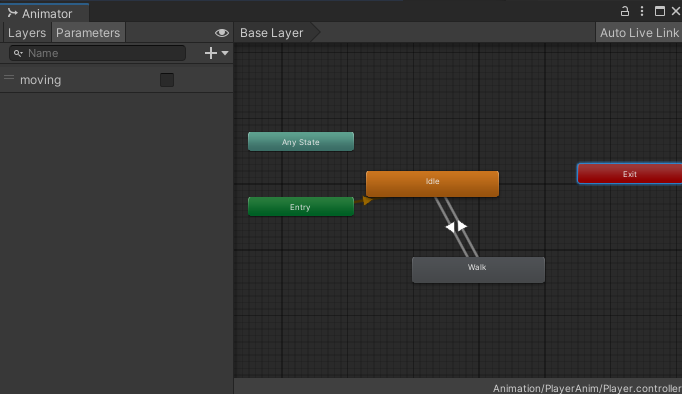 Animator
Layers Parameters
Base Layer
Auto Live Link
Name
moving
Any State
Idle
Exit
Entry
Walk
Animation/PlayerAnim/Player.controller